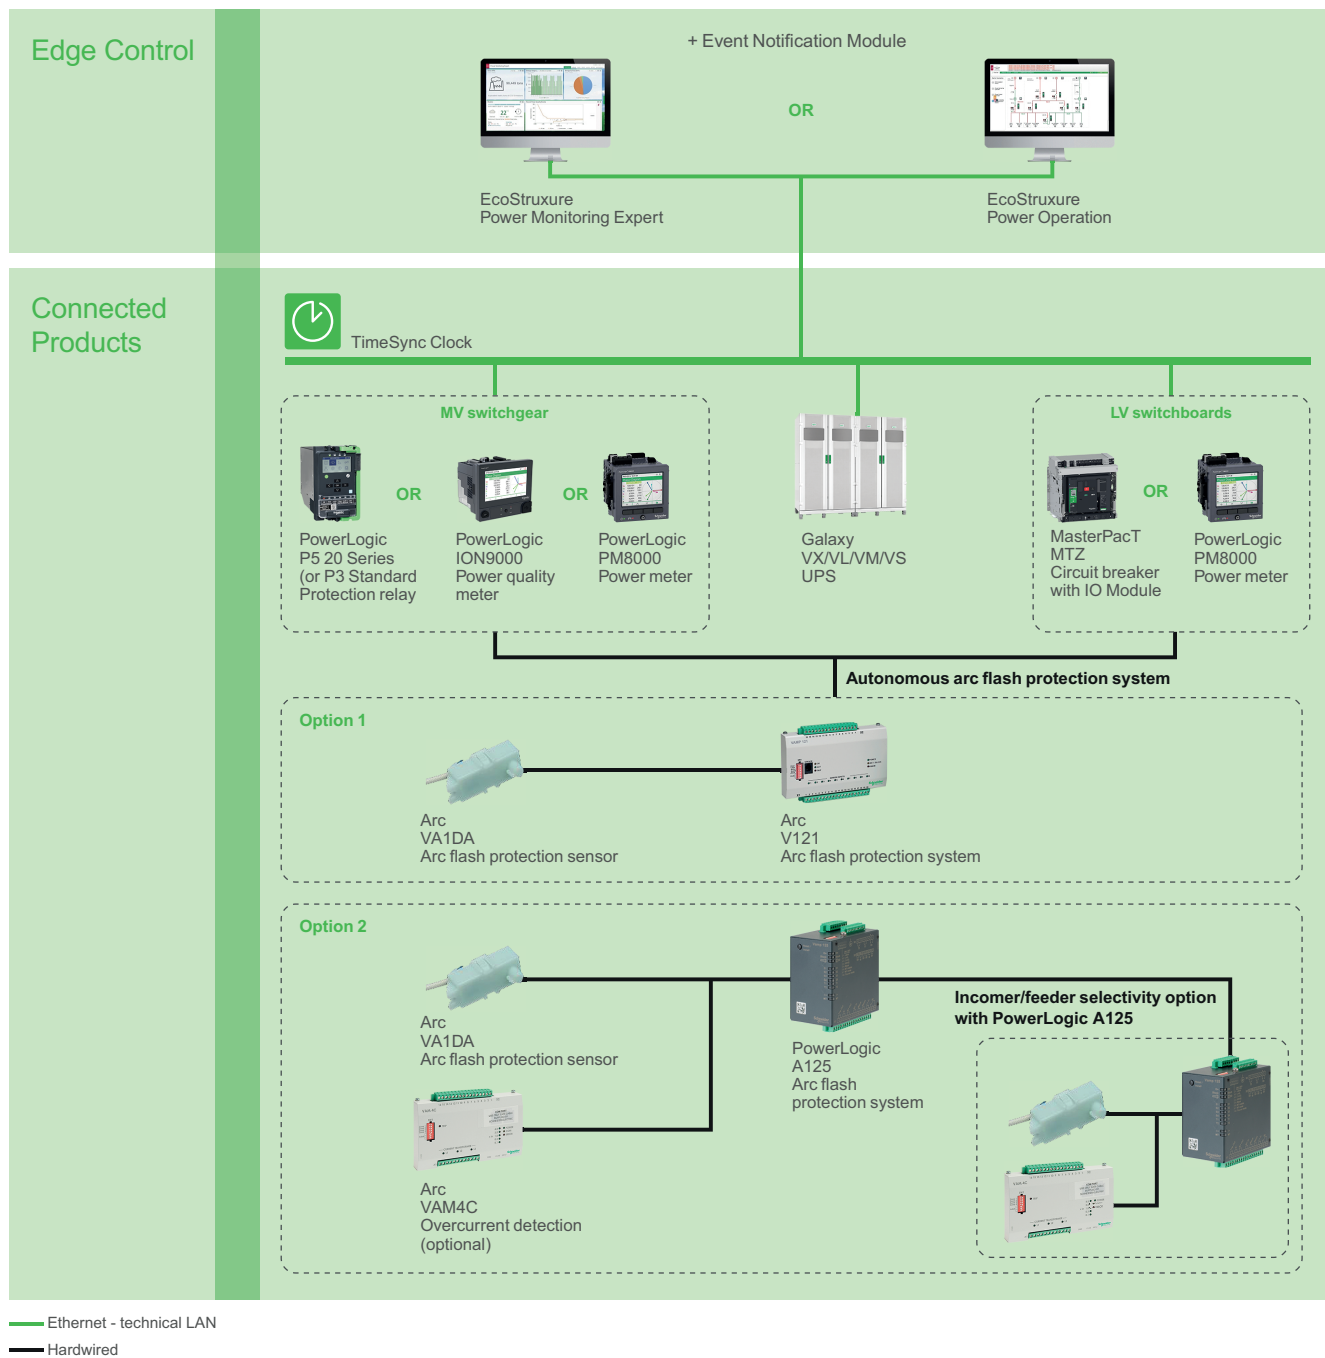 Edge Control
+ Event Notification Module
OR
EcoStruxure
Power Monitoring Expert
EcoStruxure
Power Operation
Connected
Products
TimeSync Clock
MV switchgear
OR
OR
PowerLogic
P5 20 Series
(or P3 Standard
Protection relay
PowerLogic
ION9000
Power quality
meter
PowerLogic
PM8000
Power meter
Galaxy
VX/VL/VM/VS
UPS
LV switchboards
OR
MasterPacT
MTZ
Circuit breaker
with IO Module
PowerLogic
PM8000
Power meter
Autonomous arc flash protection system
Option 1
Arc
VA1DA
Arc flash protection sensor
Arc
V121
Arc flash protection system
Option 2
Arc
VA1DA
Arc flash protection sensor
Arc
VAM4C
Overcurrent detection
(optional)
PowerLogic
A125
Arc flash
protection system
Incomer/feeder selectivity option
with PowerLogic A125
Ethernet - technical LAN
Hardwired